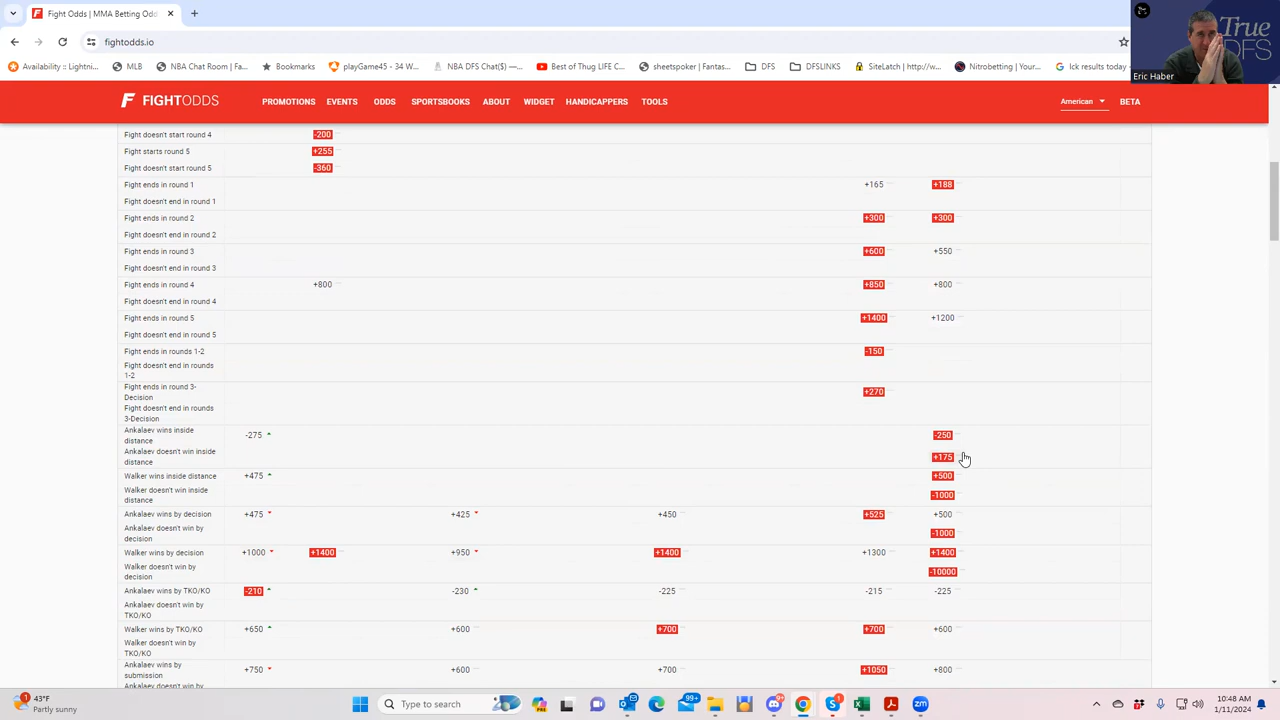 Fight Odds | MMA Betting Odd
fightodds.io
Availability :: Lightni...
MLB
NBA Chat Room | Fa...
Bookmarks
playGame45 - 34 W...
NBA DFS Chat($) —...
Best of Thug LIFE C...
sheetspoker | Fantas...
DFS
DFSLINKS
SiteLatch | http://w...
Nitrobetting | Your...
lck results today
True
DFS
Eric Haber
FIGHTODDS PROMOTIONS EVENTS ODDS SPORTSBOOKS ABOUT WIDGET HANDICAPPERS TOOLS American BETA
Fight doesn't start round 4 -200
Fight starts round 5 +255
Fight doesn't start round 5 -360
Fight ends in round 1 +165 +188
Fight doesn't end in round 1
Fight ends in round 2 +300 +300
Fight doesn't end in round 2
Fight ends in round 3 +600 +550
Fight doesn't end in round 3
Fight ends in round 4 +800 +850 +800
Fight doesn't end in round 4
Fight ends in round 5 +1400 +1200
Fight doesn't end in round 5
Fight ends in rounds 1-2 -150
Fight doesn't end in rounds
1-2
Fight ends in round 3-
Decision +270
Fight doesn't end in rounds
3-Decision
Ankalaev wins inside
distance -275 -250
Ankalaev doesn't win inside
distance +175
Walker wins inside distance +475 +500
Walker doesn't win inside
distance -1000
Ankalaev wins by decision +475 +425 +450 +525 +500
Ankalaev doesn't win by
decision -1000
Walker wins by decision +1000 +1400 +950 +1400 +1300 +1400
Walker doesn't win by
decision -10000
Ankalaev wins by TKO/KO -210 -230 -225 -215 -225
Ankalaev doesn't win by
TKO/KO
Walker wins by TKO/KO +650 +600 +700 +700 +600
Walker doesn't win by
TKO/KO
Ankalaev wins by
submission +750 +600 +700 +1050 +800
Ankalaev doesn't win by
43°F
Partly sunny
Type to search
99+
10:48 AM
1/11/2024